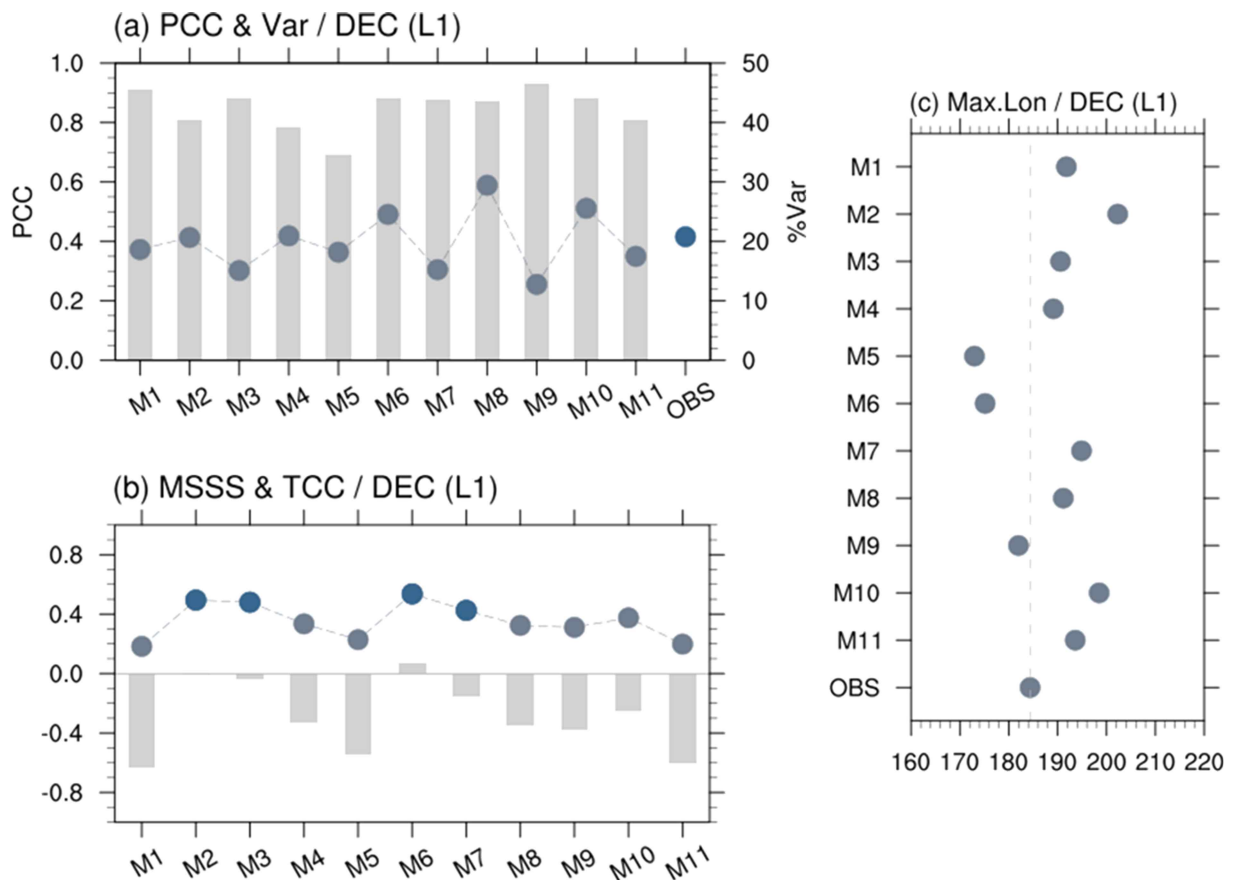 (a) PCC & Var / DEC (L1)
1.0
0.8
0.6
0.4
0.2
0.0
PCC
50
40
30
20
10
0
%Var
M1 M2 M3 M4 M5 M6 M7 M8 M9 M10 M11 OBS
(b) MSSS & TCC / DEC (L1)
0.8
0.4
0.0
-0.4
-0.8
M1 M2 M3 M4 M5 M6 M7 M8 M9 M10 M11
(c) Max.Lon / DEC (L1)
M1
M2
M3
M4
M5
M6
M7
M8
M9
M10
M11
OBS
160 170 180 190 200 210 220